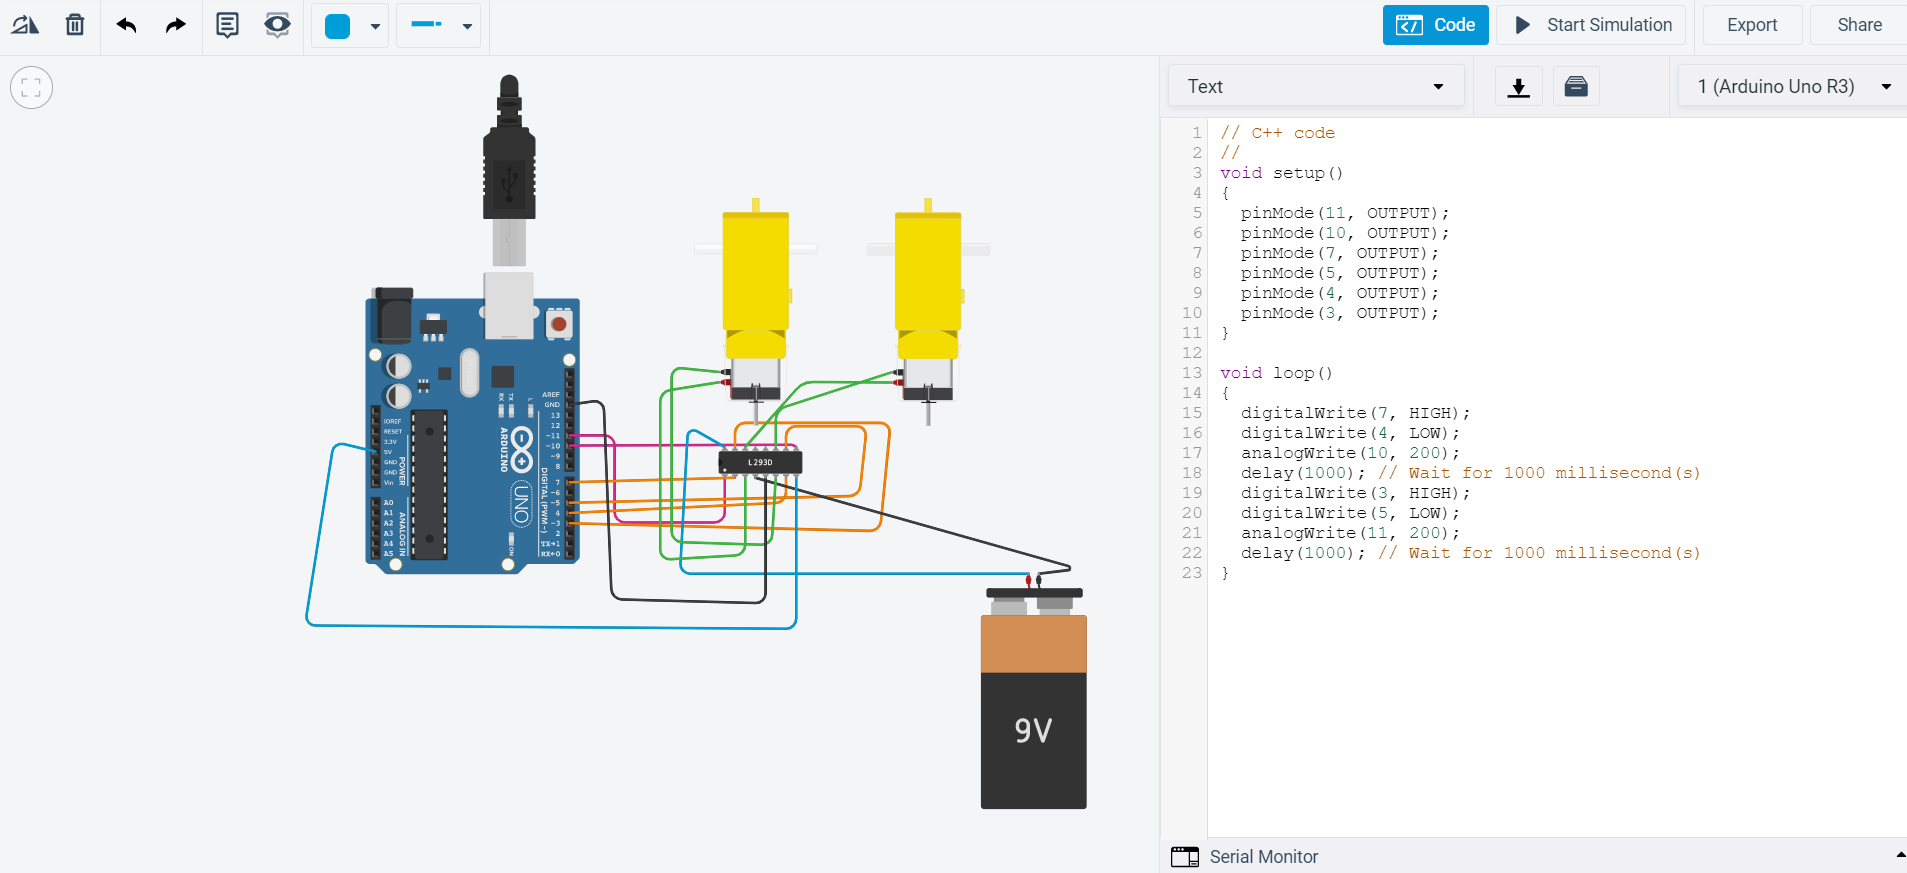 Code
Start Simulation
Export
Share
Text
1 (Arduino Uno R3)
1 // C++ code
2 //
3 void setup()
4 {
5 pinMode(11, OUTPUT);
6 pinMode(10, OUTPUT);
7 pinMode(7, OUTPUT);
8 pinMode(5, OUTPUT);
9 pinMode(4, OUTPUT);
10 pinMode(3, OUTPUT);
11 }
12
13 void loop()
14 {
15 digitalWrite(7, HIGH);
16 digitalWrite(4, LOW);
17 analogWrite(10, 200);
18 delay(1000); // Wait for 1000 millisecond(s)
19 digitalWrite(3, HIGH);
20 digitalWrite(5, LOW);
21 analogWrite(11, 200);
22 delay(1000); // Wait for 1000 millisecond(s)
23 }
Serial Monitor
AREF
GND
13
12
~11
~10
~9
8
7
~6
~5
4
~3
2
TX→1
RX←0
IOREF
RESET
3.3V
5V
GND
GND
Vin
A0
A1
A2
A3
A4
A5
POWER
ANALOG IN
DIGITAL (PWM~)
ARDUINO
UNO
TX
RX
L
ON
L293D
9V